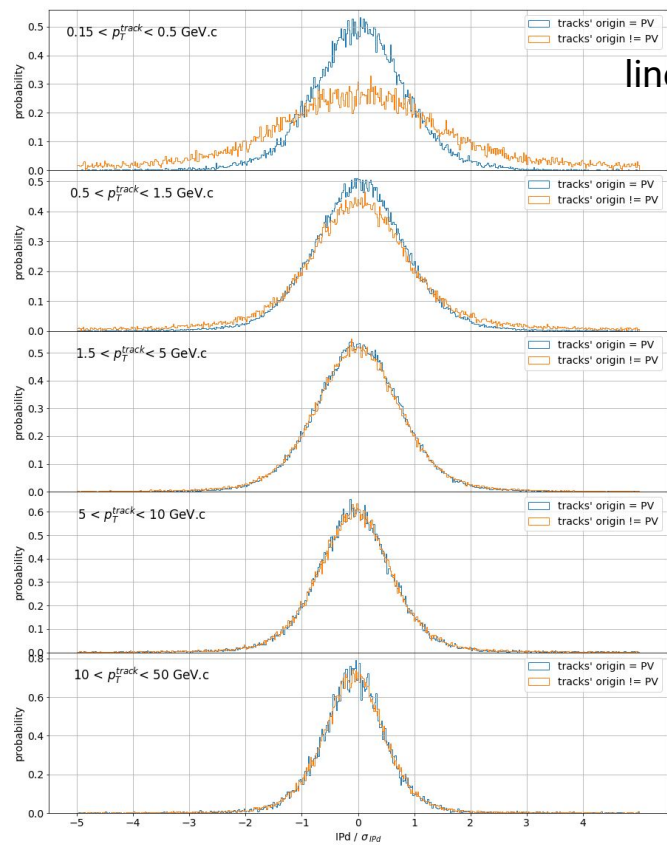 0.15 < p_T^track < 0.5 GeV.c
tracks' origin = PV
tracks' origin != PV
line
probability
0.5
0.4
0.3
0.2
0.1
0.0
0.5 < p_T^track < 1.5 GeV.c
tracks' origin = PV
tracks' origin != PV
probability
0.5
0.4
0.3
0.2
0.1
0.0
1.5 < p_T^track < 5 GeV.c
tracks' origin = PV
tracks' origin != PV
probability
0.5
0.4
0.3
0.2
0.1
0.0
5 < p_T^track < 10 GeV.c
tracks' origin = PV
tracks' origin != PV
probability
0.6
0.5
0.4
0.3
0.2
0.1
0.0
10 < p_T^track < 50 GeV.c
tracks' origin = PV
tracks' origin != PV
probability
0.8
0.6
0.4
0.2
0.0
−5 −4 −3 −2 −1 0 1 2 3 4
IPd / σ_IPd